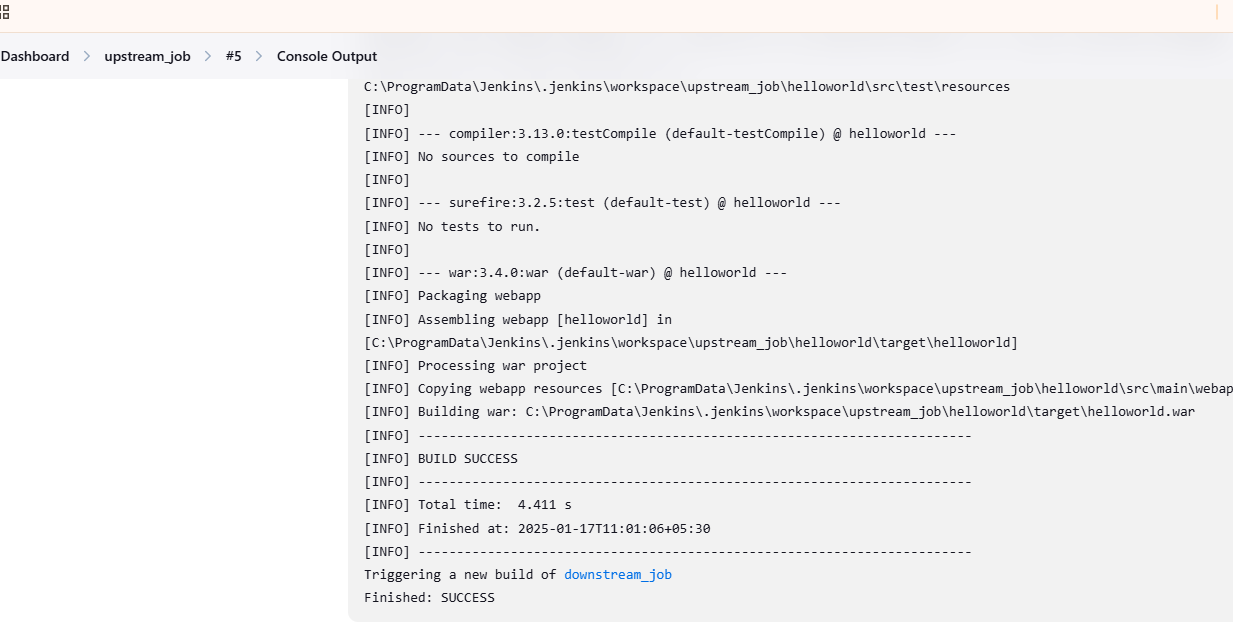 Dashboard > upstream_job > #5 > Console Output
C:\ProgramData\Jenkins\.jenkins\workspace\upstream_job\helloworld\src\test\resources
[INFO]
[INFO] --- compiler:3.13.0:testCompile (default-testCompile) @ helloworld ---
[INFO] No sources to compile
[INFO]
[INFO] --- surefire:3.2.5:test (default-test) @ helloworld ---
[INFO] No tests to run.
[INFO]
[INFO] --- war:3.4.0:war (default-war) @ helloworld ---
[INFO] Packaging webapp
[INFO] Assembling webapp [helloworld] in
[C:\ProgramData\Jenkins\.jenkins\workspace\upstream_job\helloworld\target\helloworld]
[INFO] Processing war project
[INFO] Copying webapp resources [C:\ProgramData\Jenkins\.jenkins\workspace\upstream_job\helloworld\src\main\webap
[INFO] Building war: C:\ProgramData\Jenkins\.jenkins\workspace\upstream_job\helloworld\target\helloworld.war
[INFO] ------------------------------------------------------------------------
[INFO] BUILD SUCCESS
[INFO] ------------------------------------------------------------------------
[INFO] Total time:  4.411 s
[INFO] Finished at: 2025-01-17T11:01:06+05:30
[INFO] ------------------------------------------------------------------------
Triggering a new build of downstream_job
Finished: SUCCESS